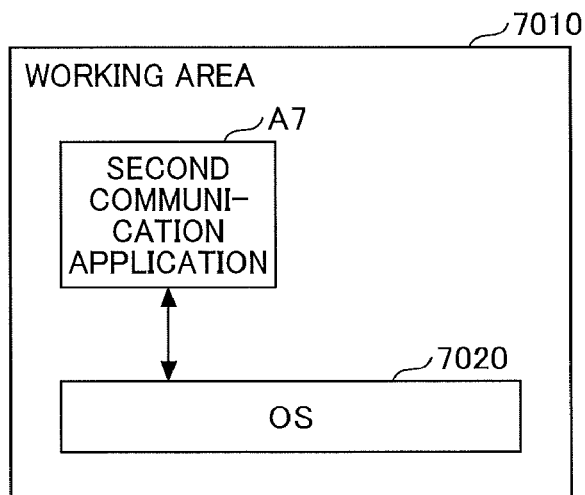 7010
WORKING AREA
A7
SECOND
COMMUNI-
CATION
APPLICATION
7020
OS